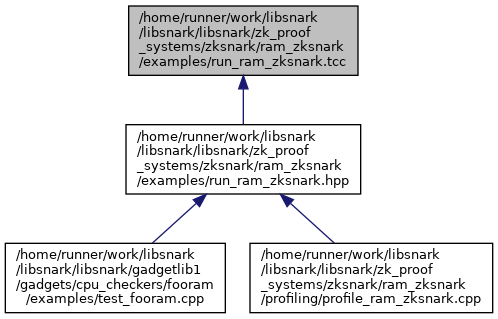 /home/runner/work/libsnark
/libsnark/libsnark/zk_proof
_systems/zksnark/ram_zksnark
/examples/run_ram_zksnark.tcc
/home/runner/work/libsnark
/libsnark/libsnark/zk_proof
_systems/zksnark/ram_zksnark
/examples/run_ram_zksnark.hpp
/home/runner/work/libsnark
/libsnark/libsnark/gadgetlib1
/gadgets/cpu_checkers/fooram
/examples/test_fooram.cpp
/home/runner/work/libsnark
/libsnark/libsnark/zk_proof
_systems/zksnark/ram_zksnark
/profiling/profile_ram_zksnark.cpp